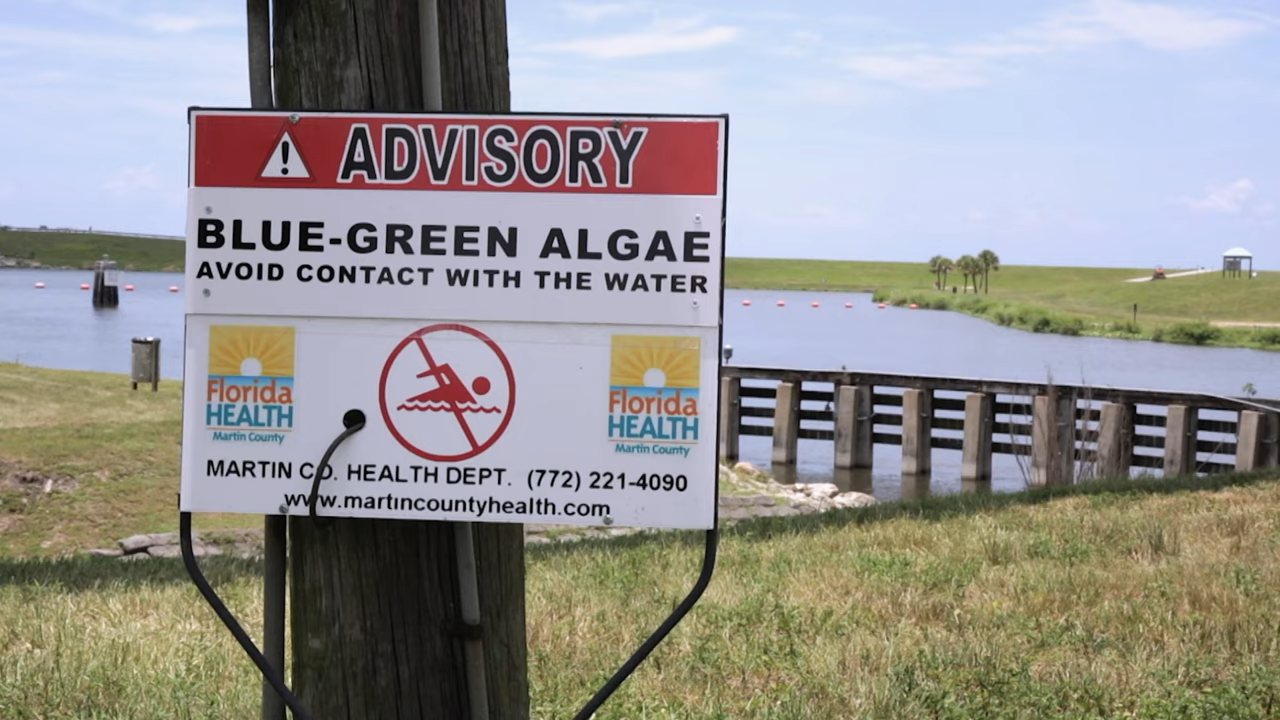 ADVISORY
BLUE-GREEN ALGAE
AVOID CONTACT WITH THE WATER
Florida
HEALTH
Martin County
Florida
HEALTH
Martin County
MARTIN CO. HEALTH DEPT. (772) 221-4090
www.martincountyhealth.com